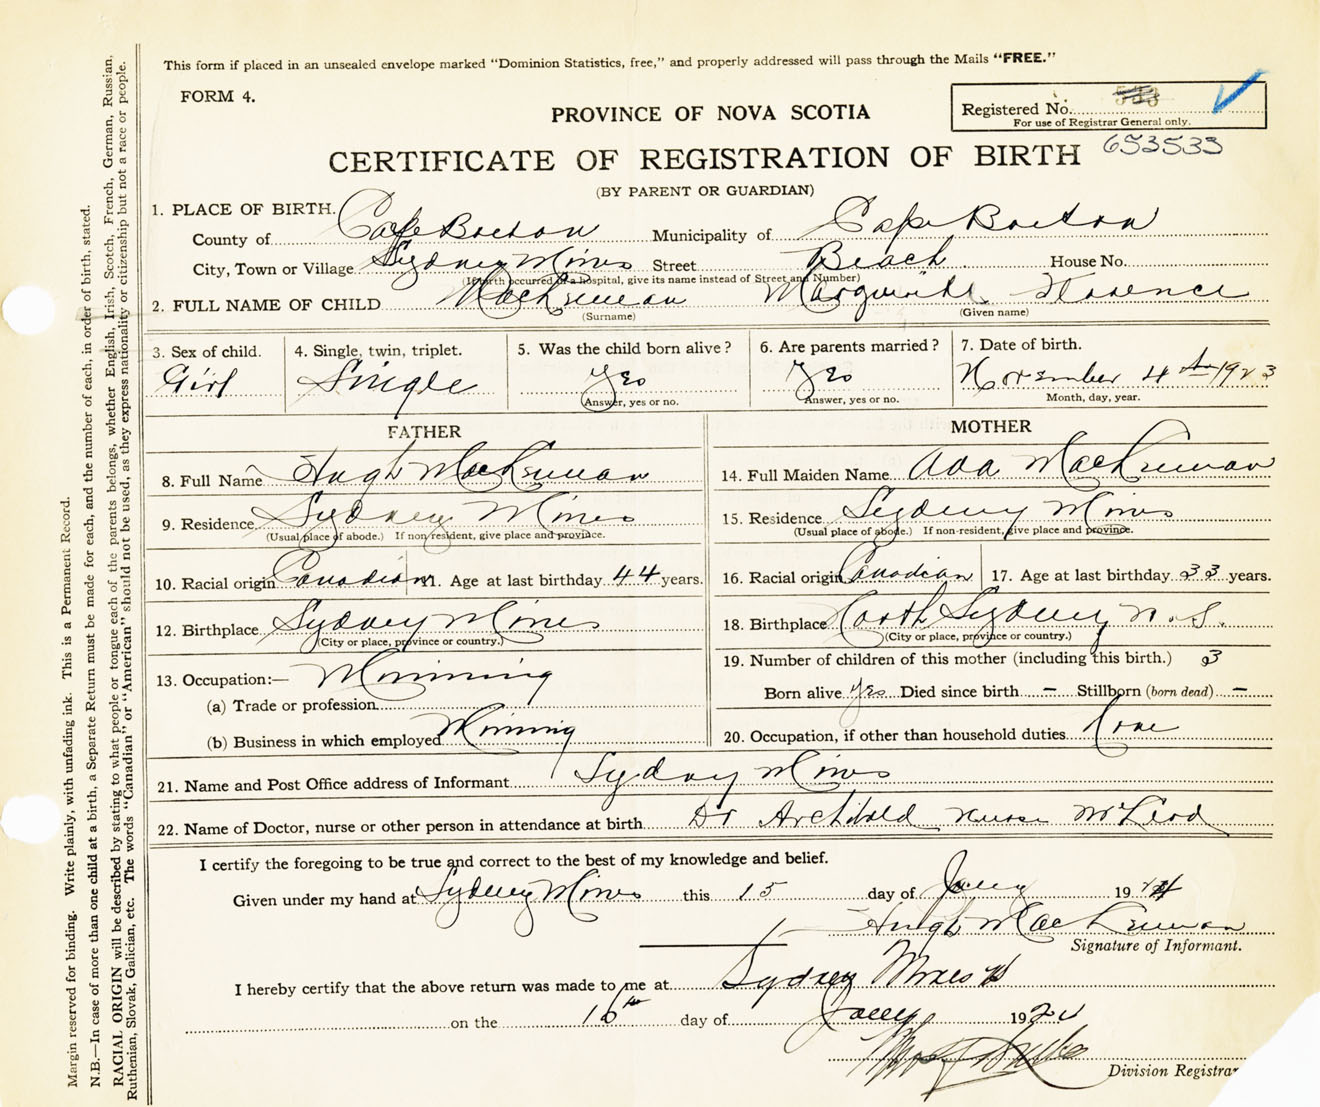 This form if placed in an unsealed envelope marked "Dominion Statistics, free," and properly addressed will pass through the Mails "FREE."
FORM 4.
PROVINCE OF NOVA SCOTIA
Registered No.
For use of Registrar General only.
653533
CERTIFICATE OF REGISTRATION OF BIRTH
(BY PARENT OR GUARDIAN)
1. PLACE OF BIRTH.
County of Cape Breton Municipality of Cape Breton
City, Town or Village Sydney Mines Street Beach House No.
(If birth occurred in a hospital, give its name instead of Street and Number)
2. FULL NAME OF CHILD Florence
(Surname) (Given name)
3. Sex of child. 4. Single, twin, triplet. 5. Was the child born alive? 6. Are parents married? 7. Date of birth.
Girl Single Yes Yes November 4th 1923
Answer, yes or no. Answer, yes or no. Month, day, year.
FATHER
8. Full Name Hugh
9. Residence Sydney Mines
(Usual place of abode.) If non-resident, give place and province.
10. Racial origin Canadian 11. Age at last birthday 44 years.
12. Birthplace Sydney Mines
(City or place, province or country.)
13. Occupation:— Minning
(a) Trade or profession
(b) Business in which employed Mining
MOTHER
14. Full Maiden Name Ada
15. Residence Sydney Mines
(Usual place of abode.) If non-resident, give place and province.
16. Racial origin Canadian 17. Age at last birthday 33 years.
18. Birthplace North Sydney N.S.
(City or place, province or country.)
19. Number of children of this mother (including this birth.) 3
Born alive yes Died since birth – Stillborn (born dead) –
20. Occupation, if other than household duties None
21. Name and Post Office address of Informant Sydney Mines
22. Name of Doctor, nurse or other person in attendance at birth Dr Archibald Nurse McLeod
I certify the foregoing to be true and correct to the best of my knowledge and belief.
Given under my hand at Sydney Mines this 15 day of Jany 19
Hugh
Signature of Informant.
I hereby certify that the above return was made to me at Sydney Mines
on the 16th day of Jany 192
Division Registrar
Margin reserved for binding. Write plainly, with unfading ink. This is a Permanent Record.
N.B.—In case of more than one child at a birth, a Separate Return must be made for each, and the number of each, in order of birth, stated.
RACIAL ORIGIN will be described by stating to what people or tongue each of the parents belongs, whether English, Irish, Scotch, French, German, Russian,
Ruthenian, Slovak, Galician, etc. The words "Canadian" or "American" should not be used, as they express nationality or citizenship but not a race or people.